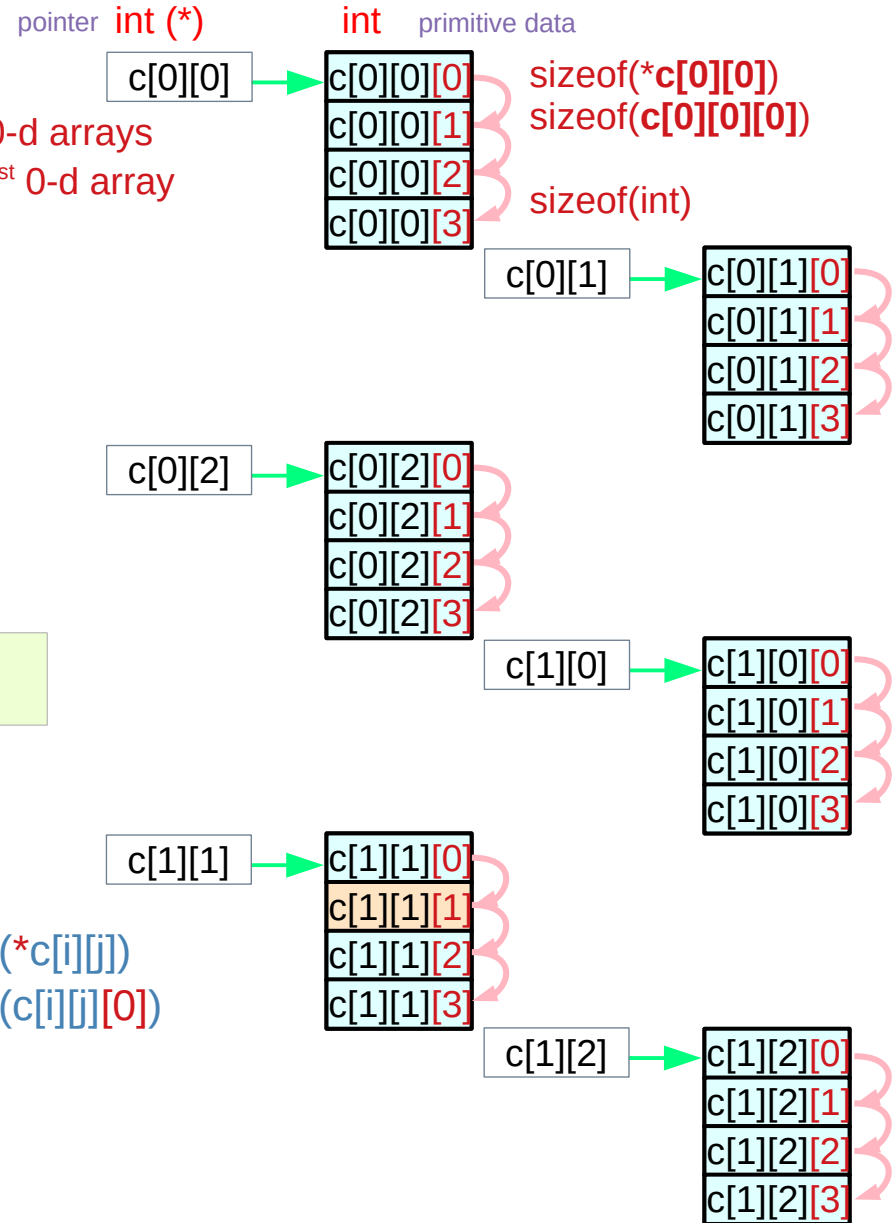 pointer int (*) int primitive data
c[0][0]
c[0][0][0]
c[0][0][1]
c[0][0][2]
c[0][0][3]
sizeof(*c[0][0])
sizeof(c[0][0][0])
sizeof(int)
0-d arrays
st 0-d array
c[0][1]
c[0][1][0]
c[0][1][1]
c[0][1][2]
c[0][1][3]
c[0][2]
c[0][2][0]
c[0][2][1]
c[0][2][2]
c[0][2][3]
c[1][0]
c[1][0][0]
c[1][0][1]
c[1][0][2]
c[1][0][3]
c[1][1]
c[1][1][0]
c[1][1][1]
c[1][1][2]
c[1][1][3]
(*c[i][j])
(c[i][j][0])
c[1][2]
c[1][2][0]
c[1][2][1]
c[1][2][2]
c[1][2][3]